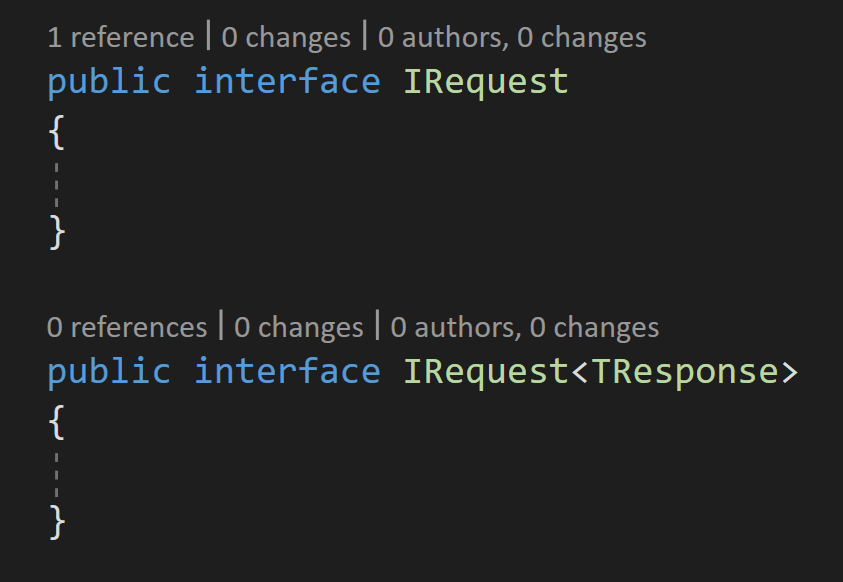 1 reference | 0 changes | 0 authors, 0 changes
public interface IRequest
{
}
0 references | 0 changes | 0 authors, 0 changes
public interface IRequest<TResponse>
{
}